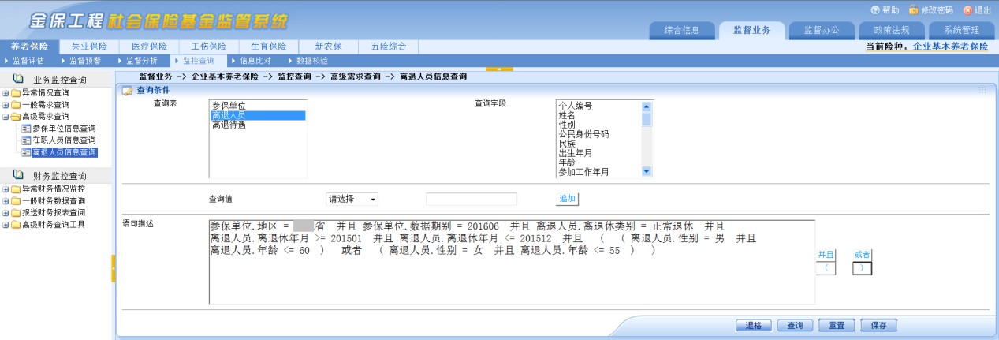 金保工程社会保险基金监管系统
帮助 修改密码 退出
综合信息 监督业务 监督办公 政策法规 系统管理
养老保险 失业保险 医疗保险 工伤保险 生育保险 新农保 五险综合
当前险种： 企业基本养老保险
监督评估 监督预警 监督分析 监控查询 信息比对 数据校验
业务监控查询
异常情况查询
一般需求查询
高级需求查询
参保单位信息查询
在职人员信息查询
离退人员信息查询
财务监控查询
异常财务情况监控
一般财务数据查询
报送财务报表查阅
高级财务查询工具
监督业务 -> 企业基本养老保险 -> 监控查询 -> 高级需求查询 -> 离退人员信息查询
查询条件
查询表
参保单位
离退人员
离退待遇
查询字段
个人编号
姓名
性别
公民身份号码
民族
出生年月
年龄
参加工作年月
查询值 请选择 追加
语句描述
参保单位.地区 = 省 并且 参保单位.数据期别 = 201606 并且 离退人员.离退休类别 = 正常退休 并且
离退人员.离退休年月 >= 201501 并且 离退人员.离退休年月 <= 201512 并且 ( ( 离退人员.性别 = 男 并且
离退人员.年龄 <= 60 ) 或者 ( 离退人员.性别 = 女 并且 离退人员.年龄 <= 55 ) )
并且 或者
( )
退格 查询 重置 保存